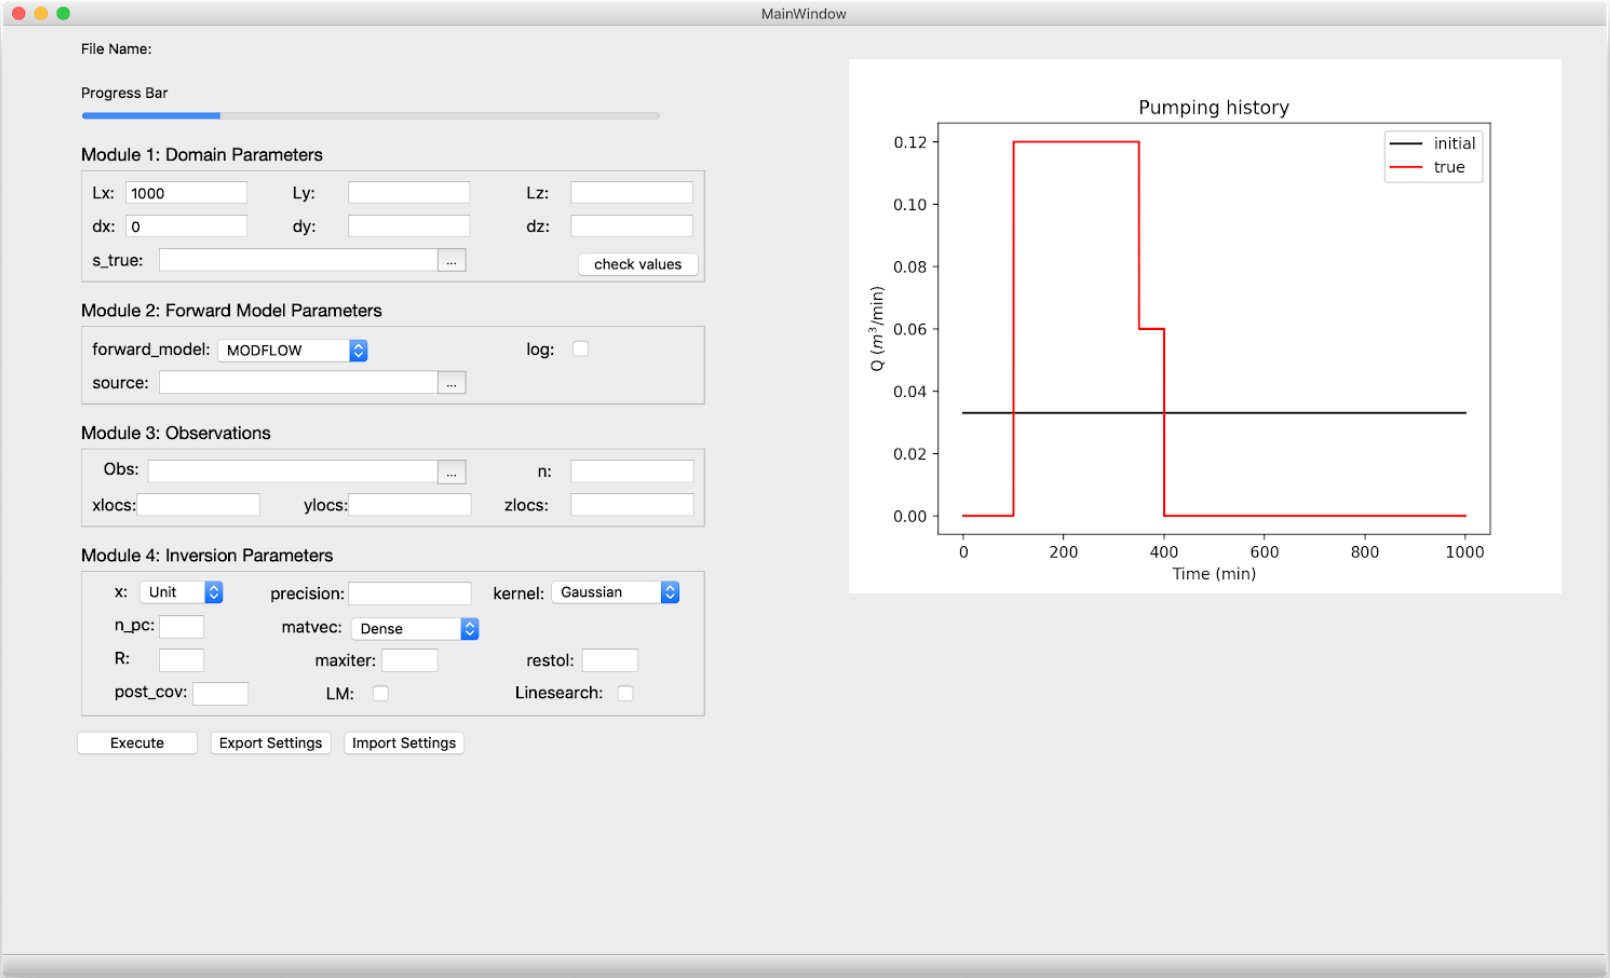 MainWindow
File Name:
Progress Bar
Module 1: Domain Parameters
Lx: 1000 Ly: Lz:
dx: 0 dy: dz:
s_true: ... check values
Module 2: Forward Model Parameters
forward_model: MODFLOW log:
source: ...
Module 3: Observations
Obs: ... n:
xlocs: ylocs: zlocs:
Module 4: Inversion Parameters
x: Unit precision: kernel: Gaussian
n_pc: matvec: Dense
R: maxiter: restol:
post_cov: LM: Linesearch:
Execute Export Settings Import Settings
Pumping history
initial
true
0.12
0.10
0.08
0.06
0.04
0.02
0.00
Q (m³/min)
0 200 400 600 800 1000
Time (min)